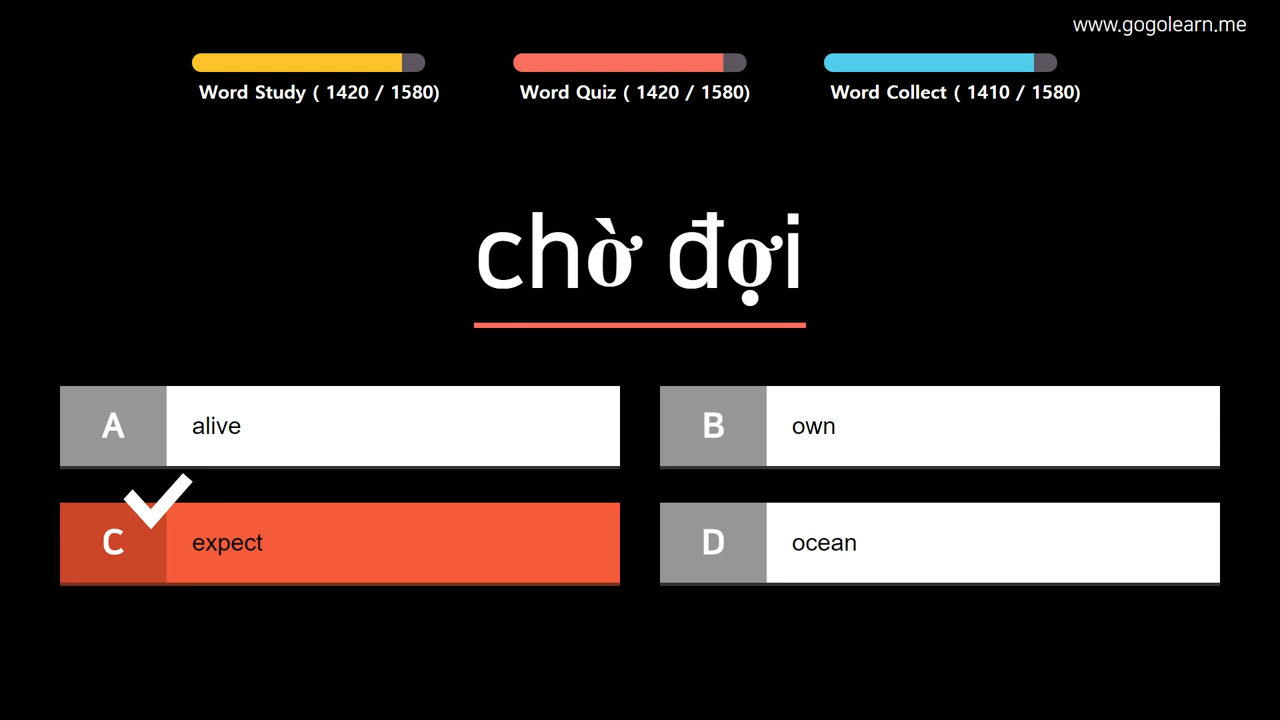 www.gogolearn.me
Word Study ( 1420 / 1580)
Word Quiz ( 1420 / 1580)
Word Collect ( 1410 / 1580)
chờ đợi
A alive
B own
C expect
D ocean